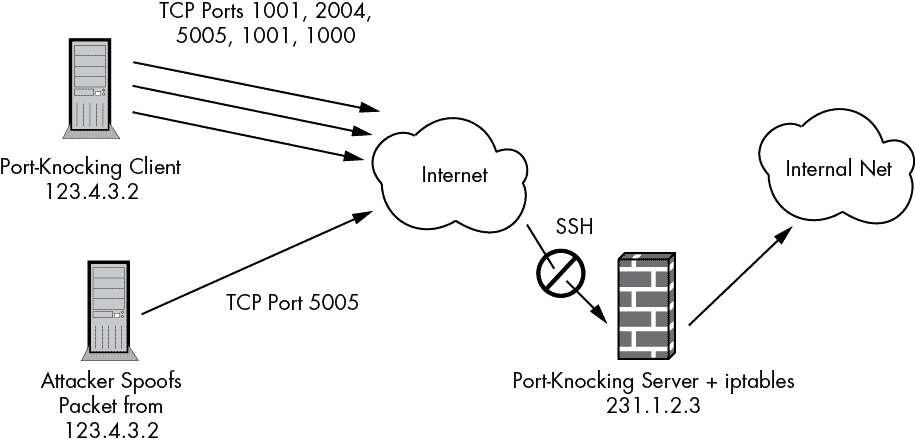 TCP Ports 1001, 2004,
5005, 1001, 1000
Port-Knocking Client
123.4.3.2
Internet
Internal Net
SSH
TCP Port 5005
Attacker Spoofs
Packet from
123.4.3.2
Port-Knocking Server + iptables
231.1.2.3